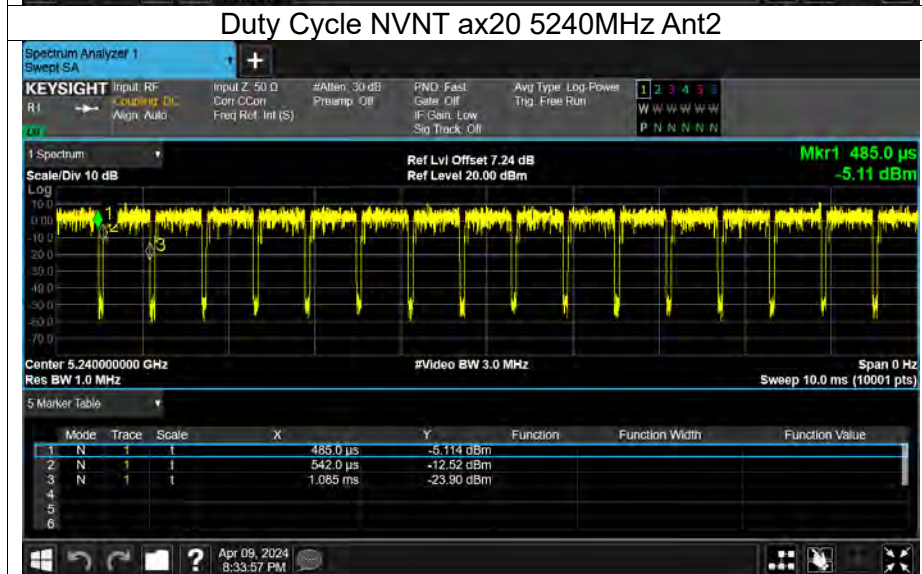 Duty Cycle NVNT ax20 5240MHz Ant2
Spectrum Analyzer 1
Swept SA
+
KEYSIGHT Input: RF Input Z: 50 Ω #Atten: 30 dB PNO: Fast Avg Type: Log-Power 1 2 3 4 5 6
RL Coupling: DC Corr CCorr Preamp: Off Gate: Off Trig: Free Run W W W W W W
Align: Auto Freq Ref: Int (S) IF Gain: Low
Sig Track: Off P N N N N N
1 Spectrum Ref Lvl Offset 7.24 dB Mkr1 485.0 µs
Scale/Div 10 dB Ref Level 20.00 dBm -5.11 dBm
Log
10.0
0.00
-10.0
-20.0
-30.0
-40.0
-50.0
-60.0
-70.0
1
2
3
Center 5.240000000 GHz #Video BW 3.0 MHz Span 0 Hz
Res BW 1.0 MHz Sweep 10.0 ms (10001 pts)
5 Marker Table
Mode Trace Scale X Y Function Function Width Function Value
1 N 1 t 485.0 µs -5.114 dBm
2 N 1 t 542.0 µs -12.52 dBm
3 N 1 t 1.085 ms -23.90 dBm
4
5
6
? Apr 09, 2024
8:33:57 PM